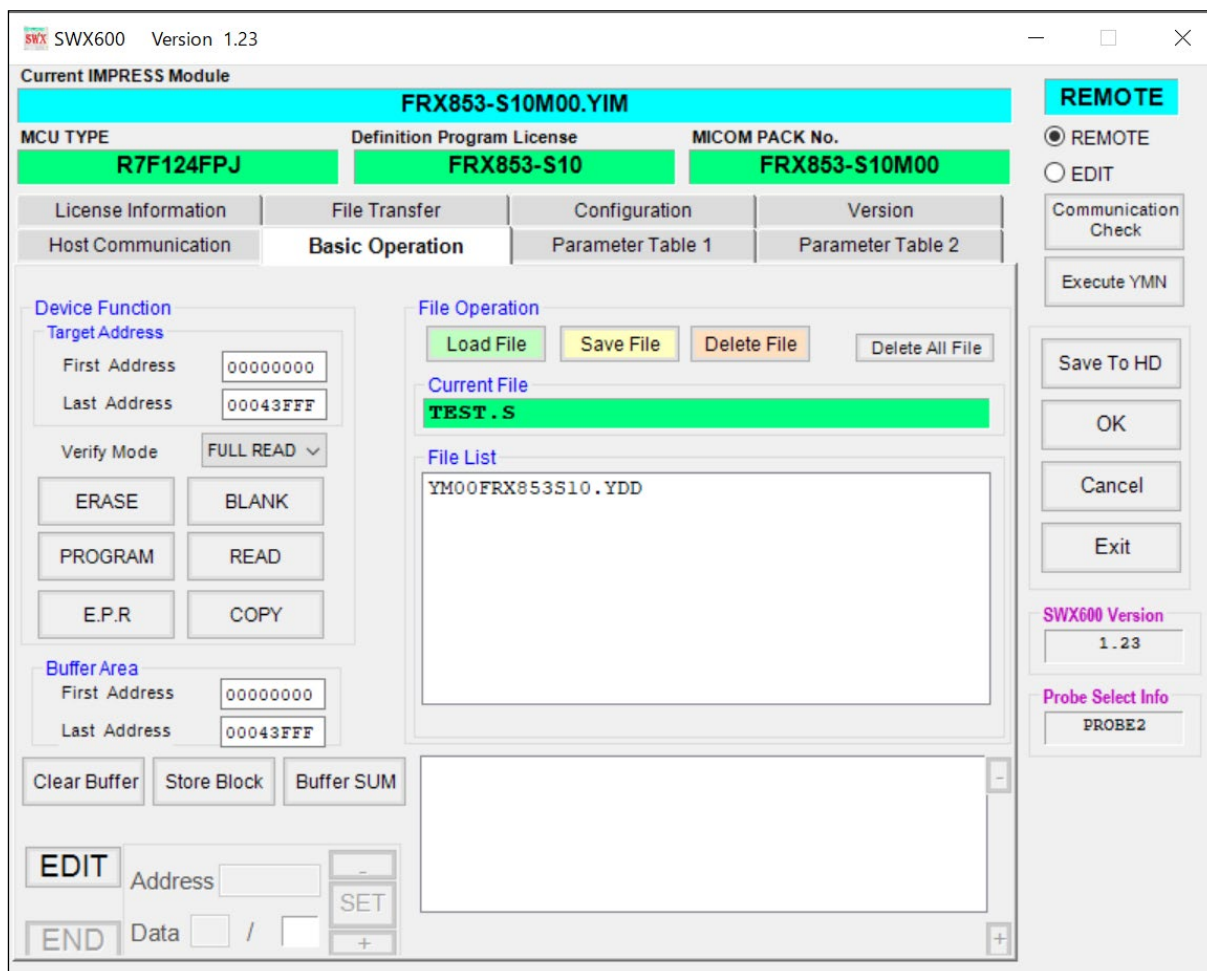 SWX SWX600 Version 1.23
Current IMPRESS Module
FRX853-S10M00.YIM
MCU TYPE Definition Program License MICOM PACK No.
R7F124FPJ FRX853-S10 FRX853-S10M00
License Information File Transfer Configuration Version
Host Communication Basic Operation Parameter Table 1 Parameter Table 2
Device Function
Target Address
First Address 00000000
Last Address 00043FFF
Verify Mode FULL READ
ERASE BLANK
PROGRAM READ
E.P.R COPY
Buffer Area
First Address 00000000
Last Address 00043FFF
Clear Buffer Store Block Buffer SUM
EDIT
Address
-
SET
+
END
Data /
File Operation
Load File Save File Delete File Delete All File
Current File
TEST.S
File List
YM00FRX853S10.YDD
-
+
REMOTE
REMOTE
EDIT
Communication
Check
Execute YMN
Save To HD
OK
Cancel
Exit
SWX600 Version
1.23
Probe Select Info
PROBE2